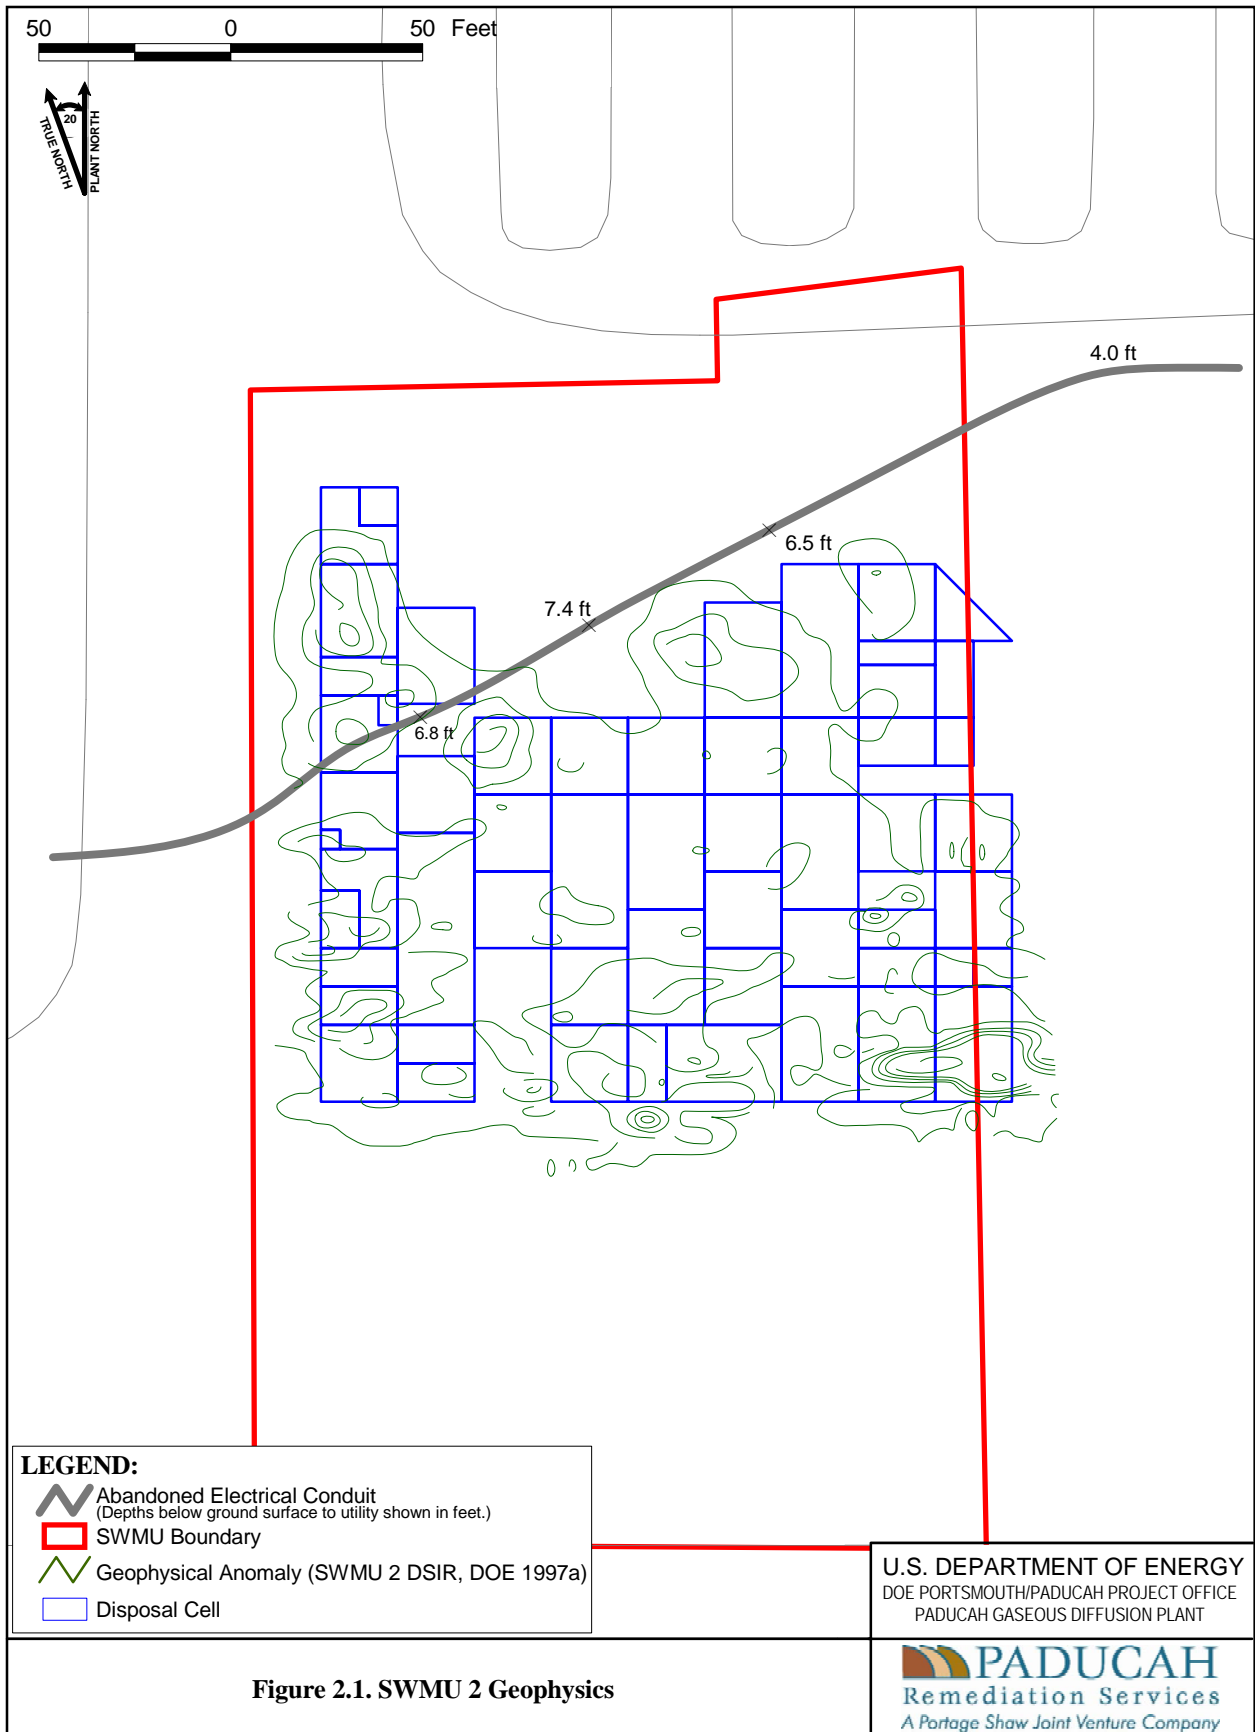 50 0 50 Feet
20
TRUE NORTH
PLANT NORTH
4.0 ft
6.5 ft
7.4 ft
6.8 ft
LEGEND:
Abandoned Electrical Conduit
(Depths below ground surface to utility shown in feet.)
SWMU Boundary
Geophysical Anomaly (SWMU 2 DSIR, DOE 1997a)
Disposal Cell
U.S. DEPARTMENT OF ENERGY
DOE PORTSMOUTH/PADUCAH PROJECT OFFICE
PADUCAH GASEOUS DIFFUSION PLANT
Figure 2.1. SWMU 2 Geophysics
PADUCAH
Remediation Services
A Portage Shaw Joint Venture Company